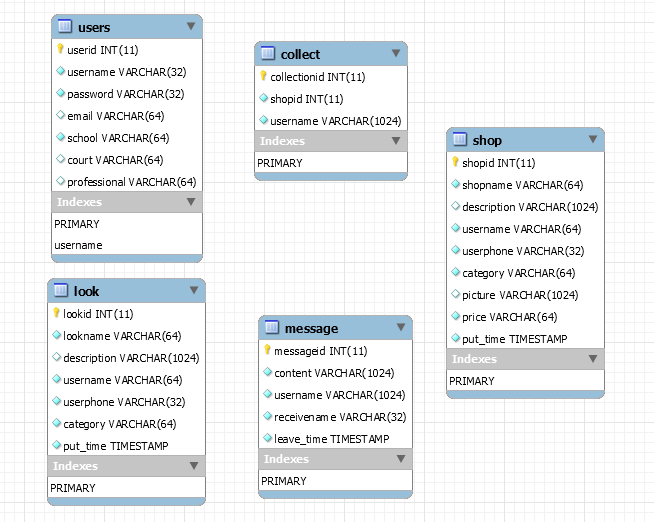 users
userid INT(11)
username VARCHAR(32)
password VARCHAR(32)
email VARCHAR(64)
school VARCHAR(64)
court VARCHAR(64)
professional VARCHAR(64)
Indexes
PRIMARY
username
collect
collectionid INT(11)
shopid INT(11)
username VARCHAR(1024)
Indexes
PRIMARY
shop
shopid INT(11)
shopname VARCHAR(64)
description VARCHAR(1024)
username VARCHAR(64)
userphone VARCHAR(32)
category VARCHAR(64)
picture VARCHAR(1024)
price VARCHAR(64)
put_time TIMESTAMP
Indexes
PRIMARY
look
lookid INT(11)
lookname VARCHAR(64)
description VARCHAR(1024)
username VARCHAR(64)
userphone VARCHAR(32)
category VARCHAR(64)
put_time TIMESTAMP
Indexes
PRIMARY
message
messageid INT(11)
content VARCHAR(1024)
username VARCHAR(1024)
receivename VARCHAR(32)
leave_time TIMESTAMP
Indexes
PRIMARY